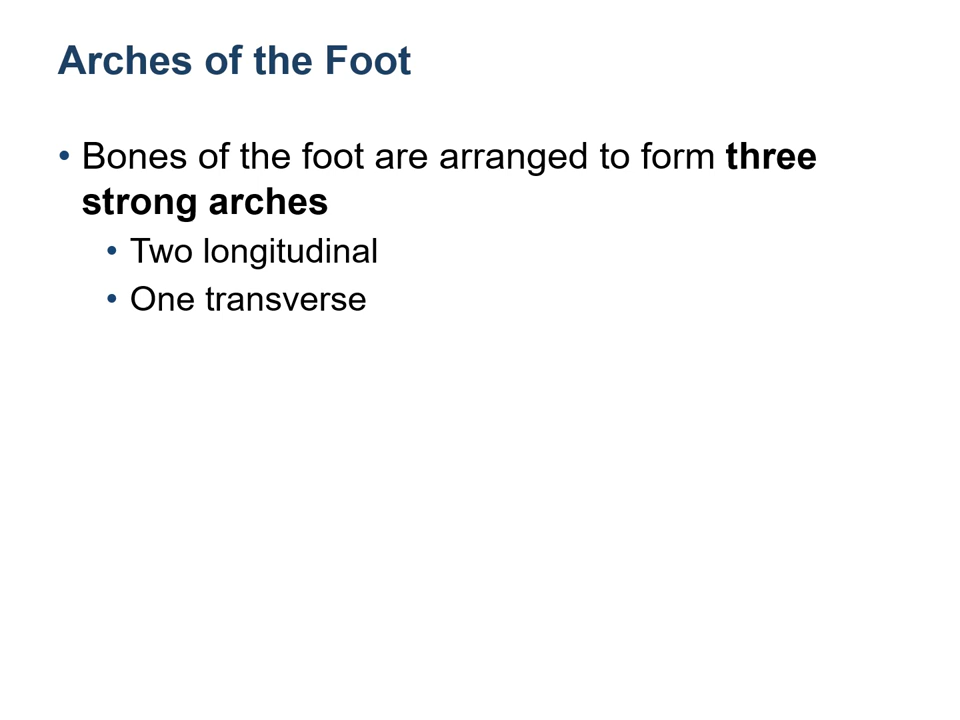 Arches of the Foot
• Bones of the foot are arranged to form three
strong arches
• Two longitudinal
• One transverse